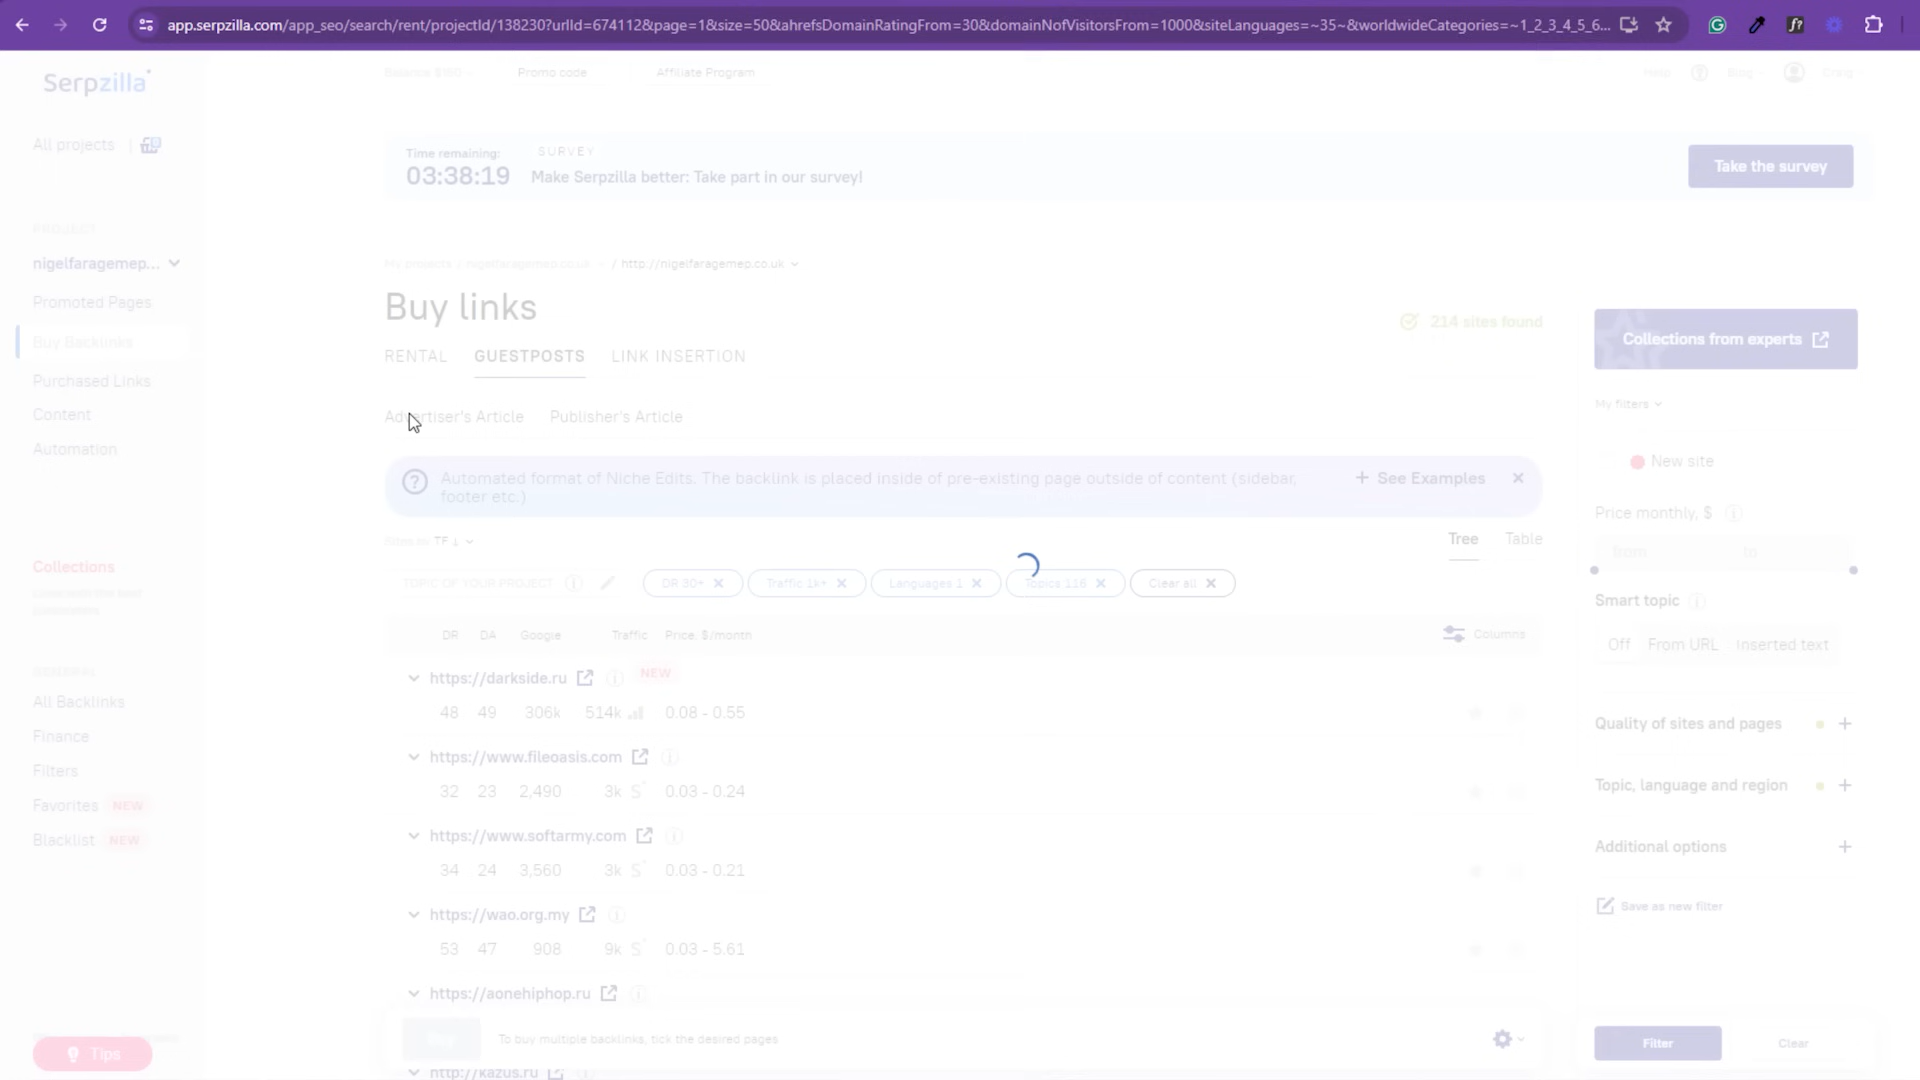 app.serpzilla.com/app_seo/search/rent/projectId/138230?urlId=674112&page=1&size=50&ahrefsDomainRatingFrom=30&domainNofVisitorsFrom=1000&siteLanguages=~35~&worldwideCategories=~1_2_3_4_5_6...
Serpzilla
Balance $190
Promo code
Affiliate Program
Help
Blog
Craig
All projects
Time remaining:
03:38:19
SURVEY
Make Serpzilla better: Take part in our survey!
Take the survey
PROJECT
nigelfaragemep...
Promoted Pages
Buy Backlinks
Purchased Links
Content
Automation
Collections
GENERAL
All Backlinks
Finance
Filters
Favorites NEW
Blacklist NEW
Tips
My projects / nigelfaragemep.co.uk / http://nigelfaragemep.co.uk
Buy links
214 sites found
RENTAL GUESTPOSTS LINK INSERTION
Advertiser's Article Publisher's Article
Automated format of Niche Edits. The backlink is placed inside of pre-existing page outside of content (sidebar,
footer etc.)
+ See Examples
Sites by TF ↓
Tree Table
TOPIC OF YOUR PROJECT
DR 30+ Traffic 1k+ Languages 1 Topics 116 Clear all
DR DA Google Traffic Price. $/month
Columns
https://darkside.ru NEW
48 49 306k 514k 0.08 - 0.55
https://www.fileoasis.com
32 23 2,490 3k S 0.03 - 0.24
https://www.softarmy.com
34 24 3,560 3k S 0.03 - 0.21
https://wao.org.my
53 47 908 9k S 0.03 - 5.61
https://aonehiphop.ru
To buy multiple backlinks, tick the desired pages
http://kazus.ru
Collections from experts
My filters
New site
Price monthly, $
from to
Smart topic
Off From URL Inserted text
Quality of sites and pages
Topic, language and region
Additional options
Save as new filter
Filter
Clear